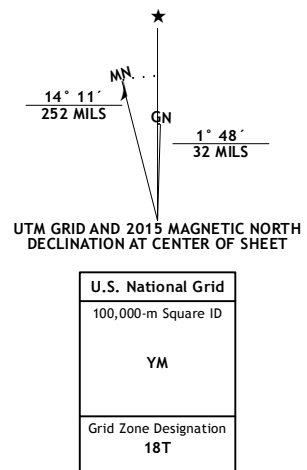 ★
MN
14° 11´
252 MILS
GN
1° 48´
32 MILS
UTM GRID AND 2015 MAGNETIC NORTH
DECLINATION AT CENTER OF SHEET
U.S. National Grid
100,000-m Square ID
YM
Grid Zone Designation
18T